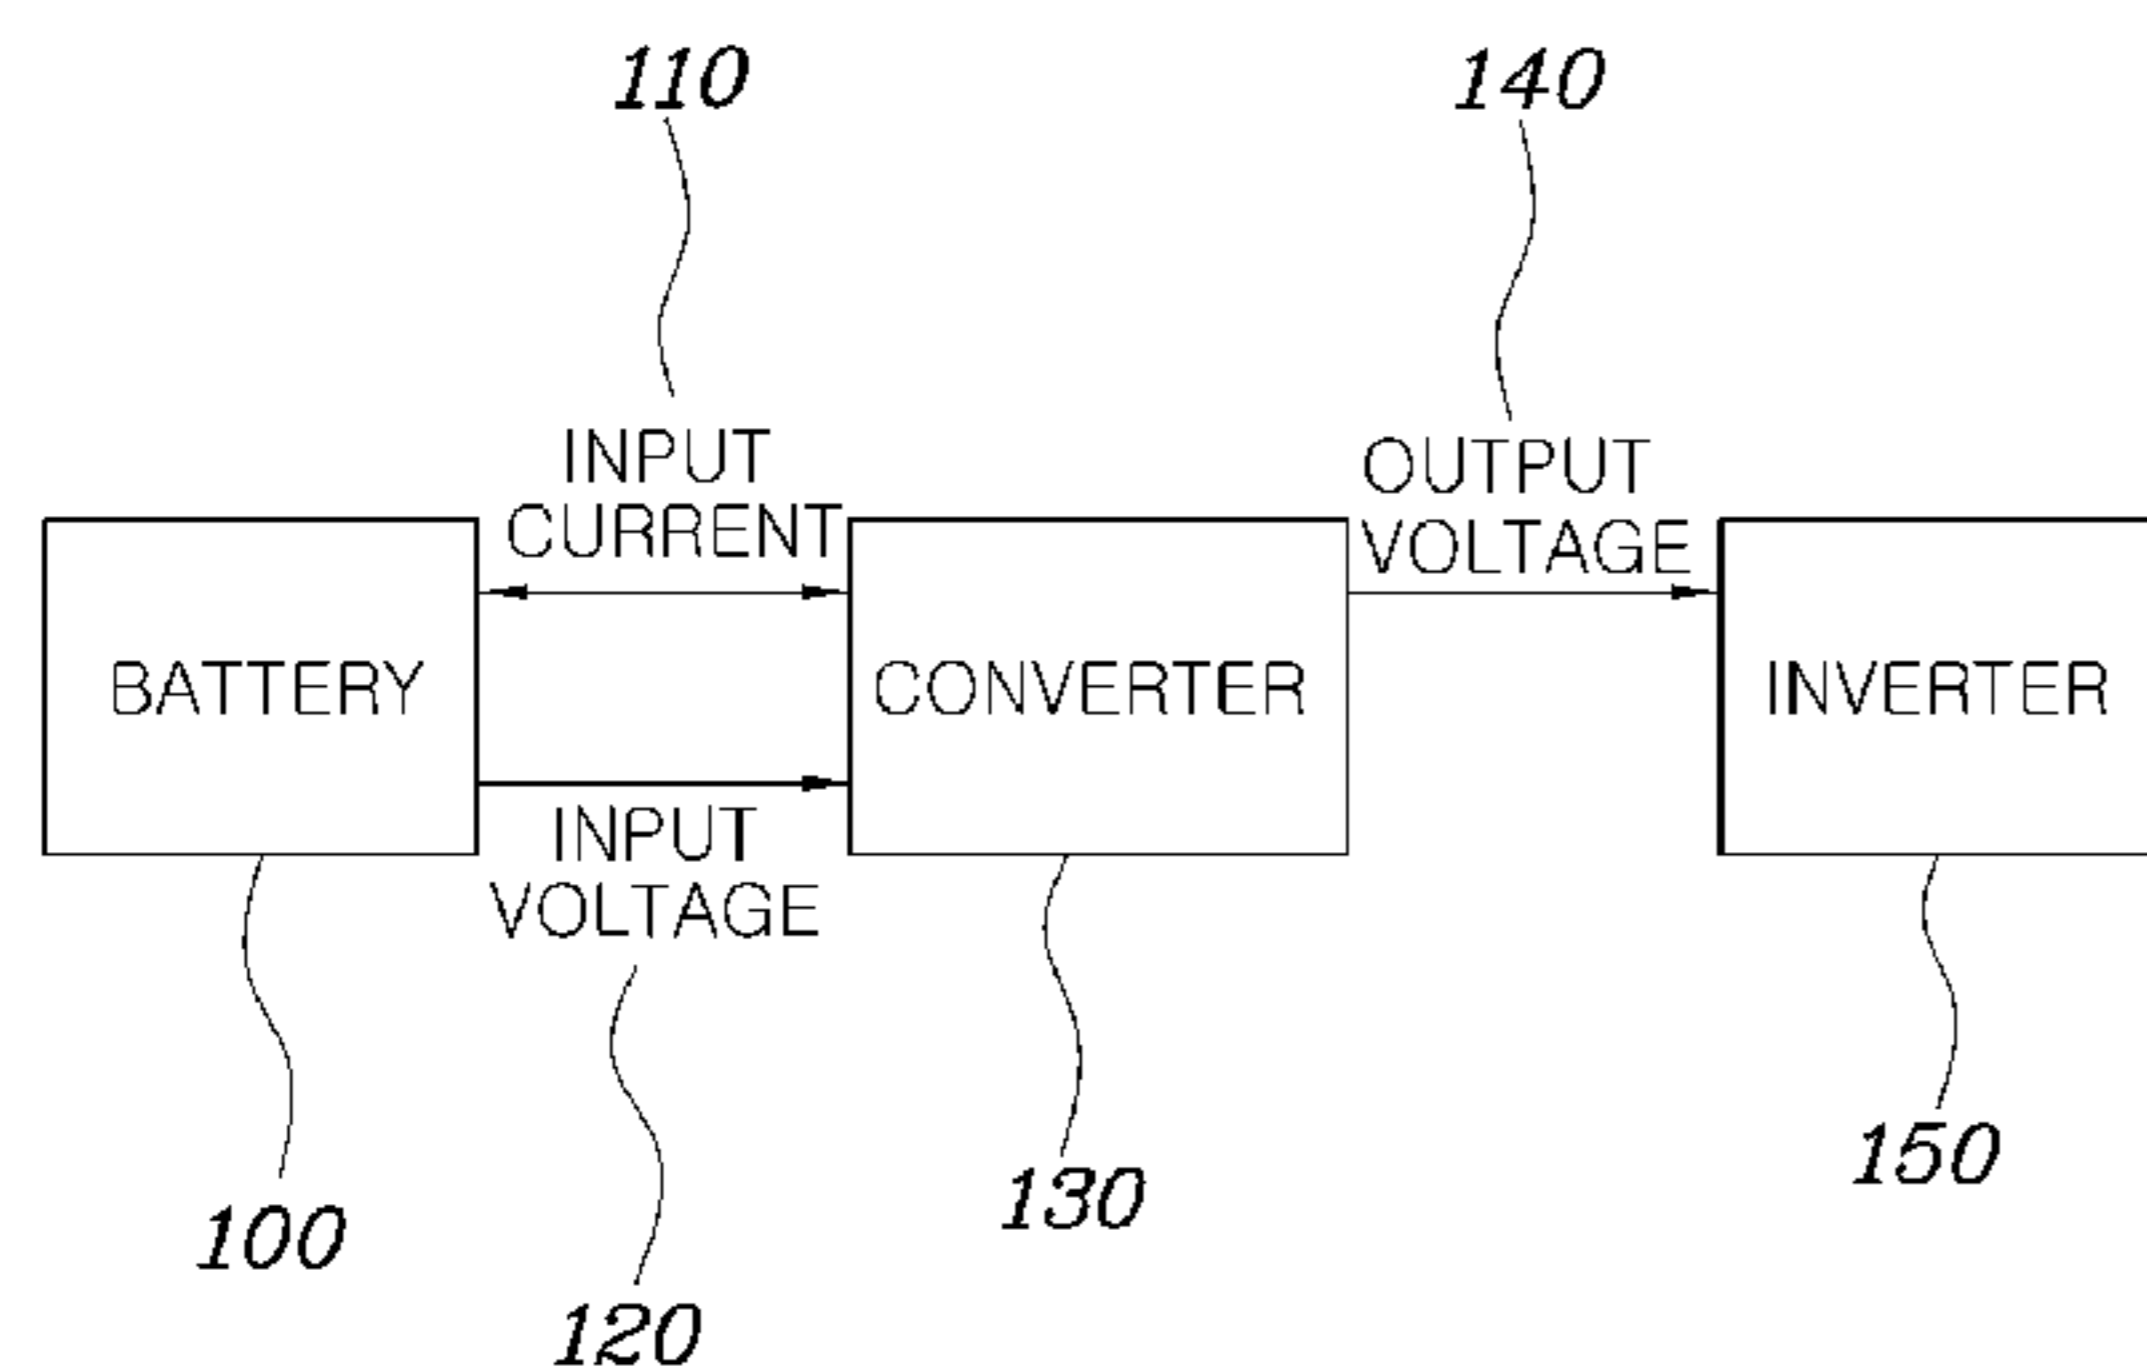 110
140
INPUT
CURRENT
OUTPUT
VOLTAGE
BATTERY
CONVERTER
INVERTER
INPUT
VOLTAGE
100
120
130
150